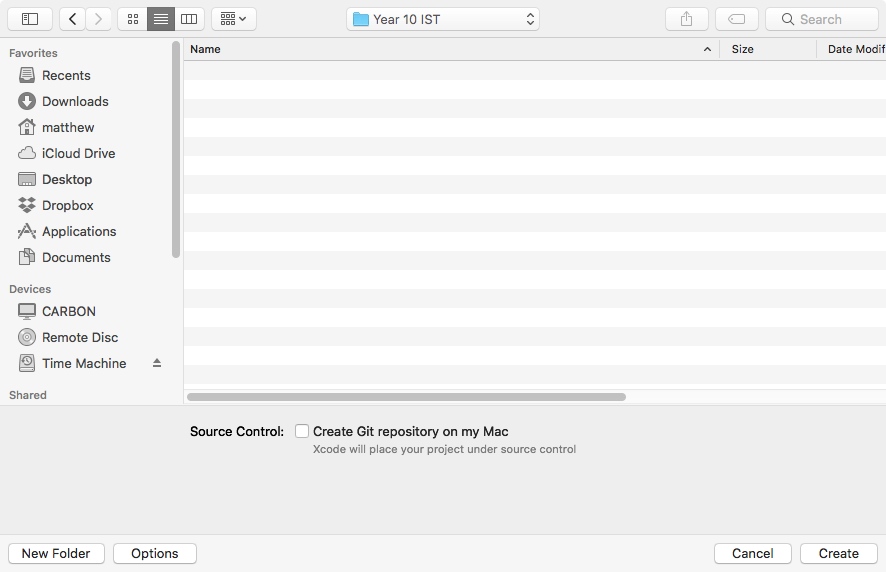 Year 10 IST
Search
Favorites
Recents
Downloads
matthew
iCloud Drive
Desktop
Dropbox
Applications
Documents
Devices
CARBON
Remote Disc
Time Machine
Shared
Name Size Date Modif
Source Control: Create Git repository on my Mac
Xcode will place your project under source control
New Folder Options Cancel Create